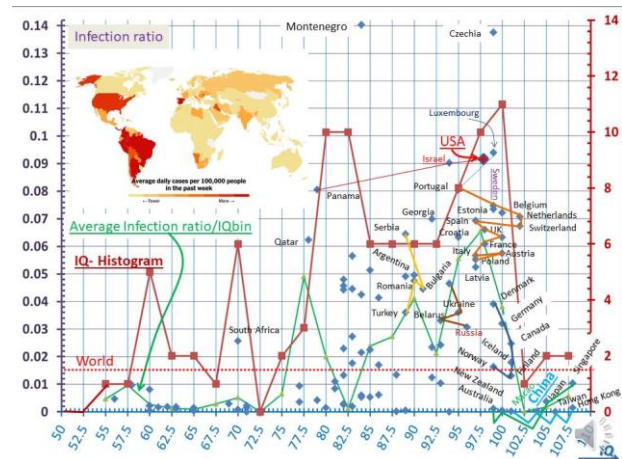 Infection ratio
Montenegro
Czechia
Luxembourg
USA
Israel
Average daily cases per 100,000 people
in the past week
← Fewer
More →
Panama
Portugal
Sweden
Average Infection ratio/IQbin
Georgia
Estonia
Belgium
Netherlands
Switzerland
Spain
UK
Serbia
Croatia
IQ- Histogram
Qatar
Argentina
Bulgaria
Italy
France
Austria
Poland
Latvia
Romania
Denmark
Ukraine
Germany
Turkey
Belarus
Russia
Canada
South Africa
Iceland
Finland
Norway
World
New Zealand
Singapore
China
Japan
Macao
Australia
Taiwan
Hong Kong
0.14
0.13
0.12
0.11
0.1
0.09
0.08
0.07
0.06
0.05
0.04
0.03
0.02
0.01
0
14
12
10
8
6
4
2
0
50
52.5
55
57.5
60
62.5
65
67.5
70
72.5
75
77.5
80
82.5
85
87.5
90
92.5
95
97.5
100
102.5
105
107.5
IQ